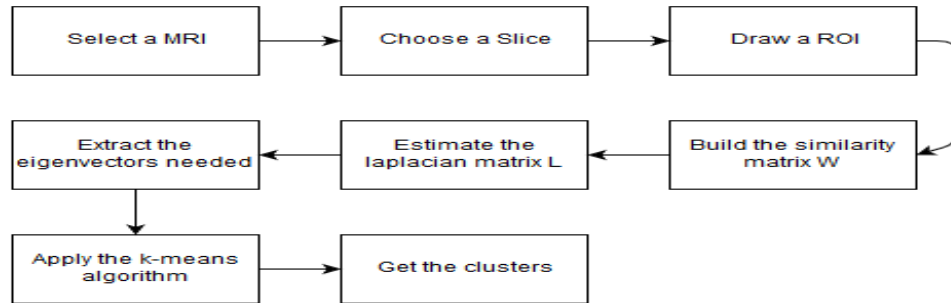 Select a MRI
Choose a Slice
Draw a ROI
Build the similarity
matrix W
Estimate the
laplacian matrix L
Extract the
eigenvectors needed
Apply the k-means
algorithm
Get the clusters